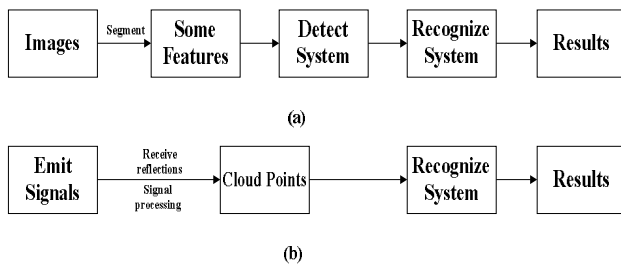 Images
Segment
Some
Features
Detect
System
Recognize
System
Results
(a)
Emit
Signals
Receive
reflections
Signal
processing
Cloud Points
Recognize
System
Results
(b)